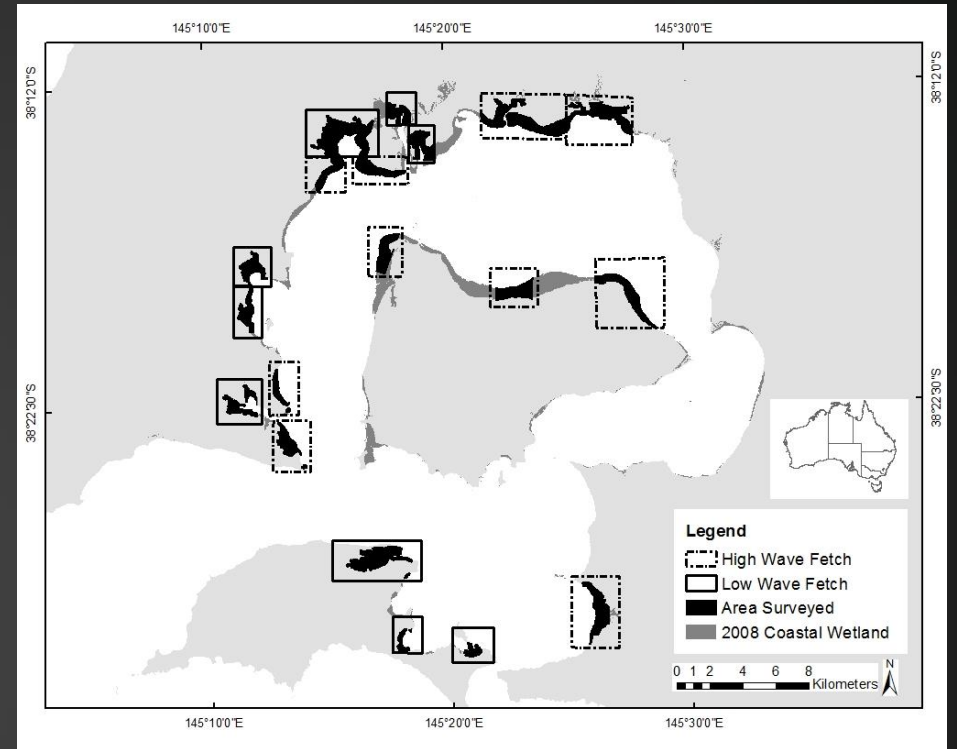 145°10'0"E 145°20'0"E 145°30'0"E
38°12'0"S
38°12'0"S
38°22'30"S
38°22'30"S
Legend
High Wave Fetch
Low Wave Fetch
Area Surveyed
2008 Coastal Wetland
0 1 2 4 6 8
Kilometers
N
145°10'0"E 145°20'0"E 145°30'0"E